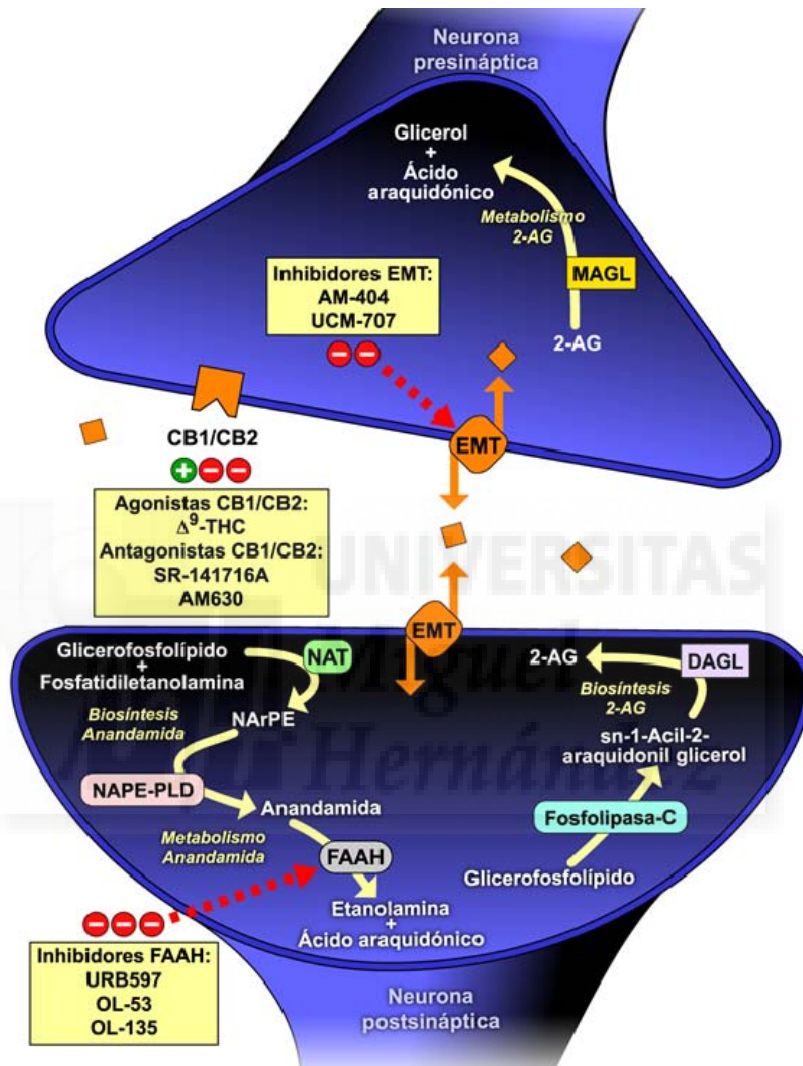 Neurona
presináptica
Glicerol
+
Ácido
araquidónico
Metabolismo
2-AG
MAGL
2-AG
Inhibidores EMT:
AM-404
UCM-707
− −
EMT
CB1/CB2
+ − −
Agonistas CB1/CB2:
Δ⁹-THC
Antagonistas CB1/CB2:
SR-141716A
AM630
UNIVERSITAS
Miguel
Hernández
EMT
Glicerofosfolípido
+
Fosfatidiletanolamina
NAT
Biosíntesis
Anandamida
NArPE
NAPE-PLD
Anandamida
Metabolismo
Anandamida
FAAH
Etanolamina
+
Ácido araquidónico
2-AG
DAGL
Biosíntesis
2-AG
sn-1-Acil-2-
araquidonil glicerol
Fosfolipasa-C
Glicerofosfolípido
− − −
Inhibidores FAAH:
URB597
OL-53
OL-135
Neurona
postsináptica